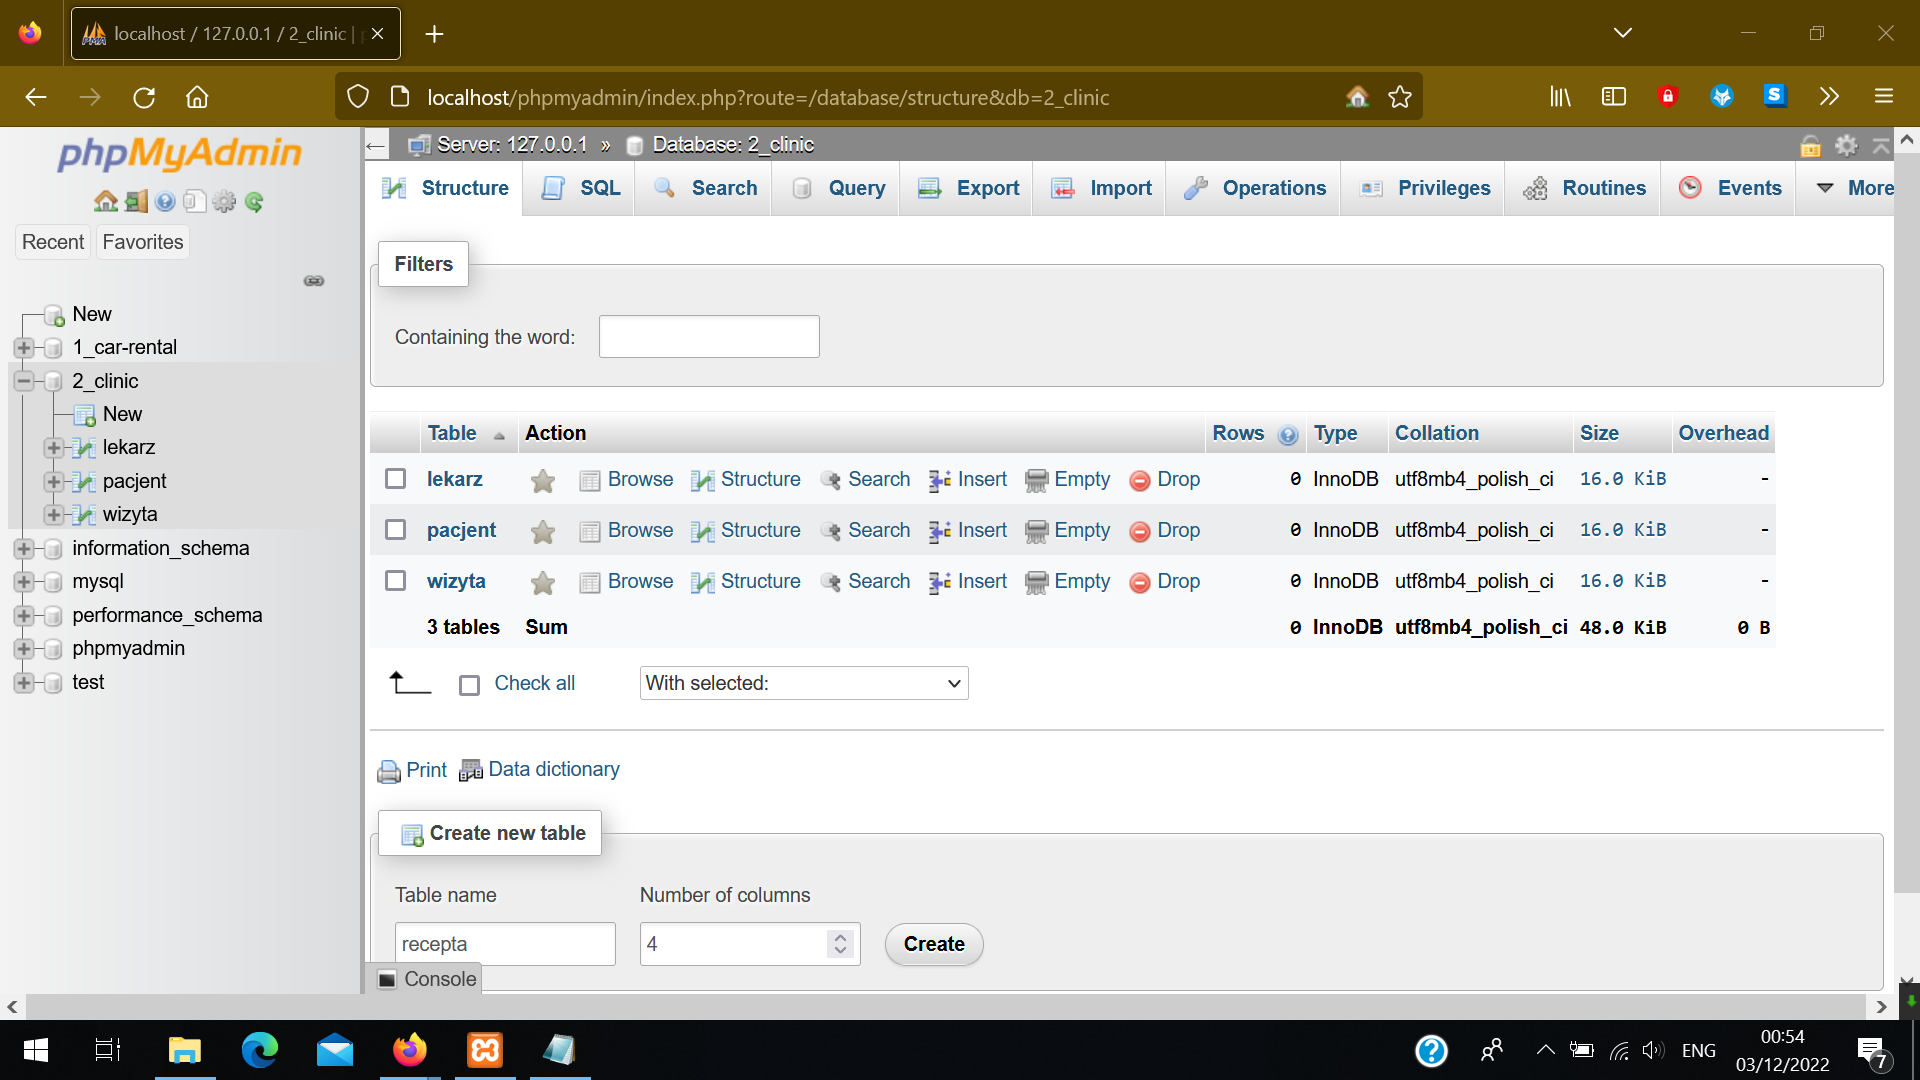 localhost / 127.0.0.1 / 2_clinic |
localhost/phpmyadmin/index.php?route=/database/structure&db=2_clinic
phpMyAdmin
Recent
Favorites
New
1_car-rental
2_clinic
New
lekarz
pacjent
wizyta
information_schema
mysql
performance_schema
phpmyadmin
test
Server: 127.0.0.1 » Database: 2_clinic
Structure SQL Search Query Export Import Operations Privileges Routines Events More
Filters
Containing the word:
Table Action Rows Type Collation Size Overhead
lekarz Browse Structure Search Insert Empty Drop 0 InnoDB utf8mb4_polish_ci 16.0 KiB -
pacjent Browse Structure Search Insert Empty Drop 0 InnoDB utf8mb4_polish_ci 16.0 KiB -
wizyta Browse Structure Search Insert Empty Drop 0 InnoDB utf8mb4_polish_ci 16.0 KiB -
3 tables Sum 0 InnoDB utf8mb4_polish_ci 48.0 KiB 0 B
Check all With selected:
Print Data dictionary
Create new table
Table name Number of columns
recepta 4 Create
Console
ENG
00:54
03/12/2022
7